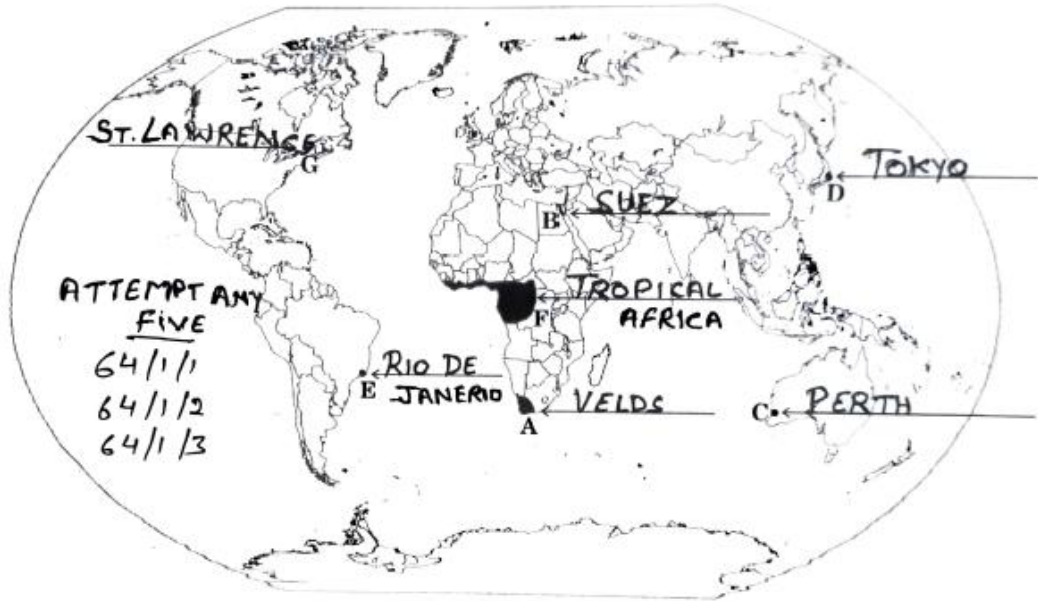 ST. LAWRENCE
G
TOKYO
D
SUEZ
B
ATTEMPT ANY
FIVE
64/1/1
64/1/2
64/1/3
TROPICAL
AFRICA
F
RIO DE
JANERIO
E
VELDS
A
PERTH
C